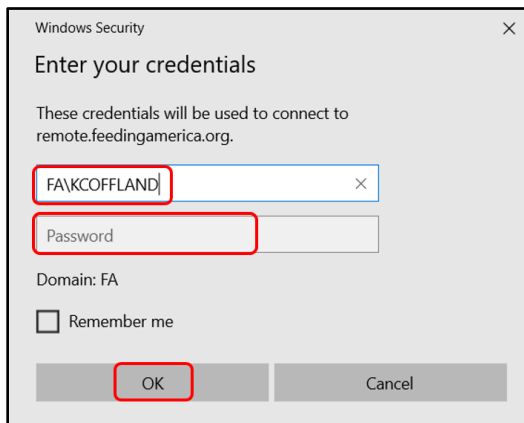 Windows Security
Enter your credentials
These credentials will be used to connect to
remote.feedingamerica.org.
FA\KCOFFLAND
Password
Domain: FA
Remember me
OK Cancel